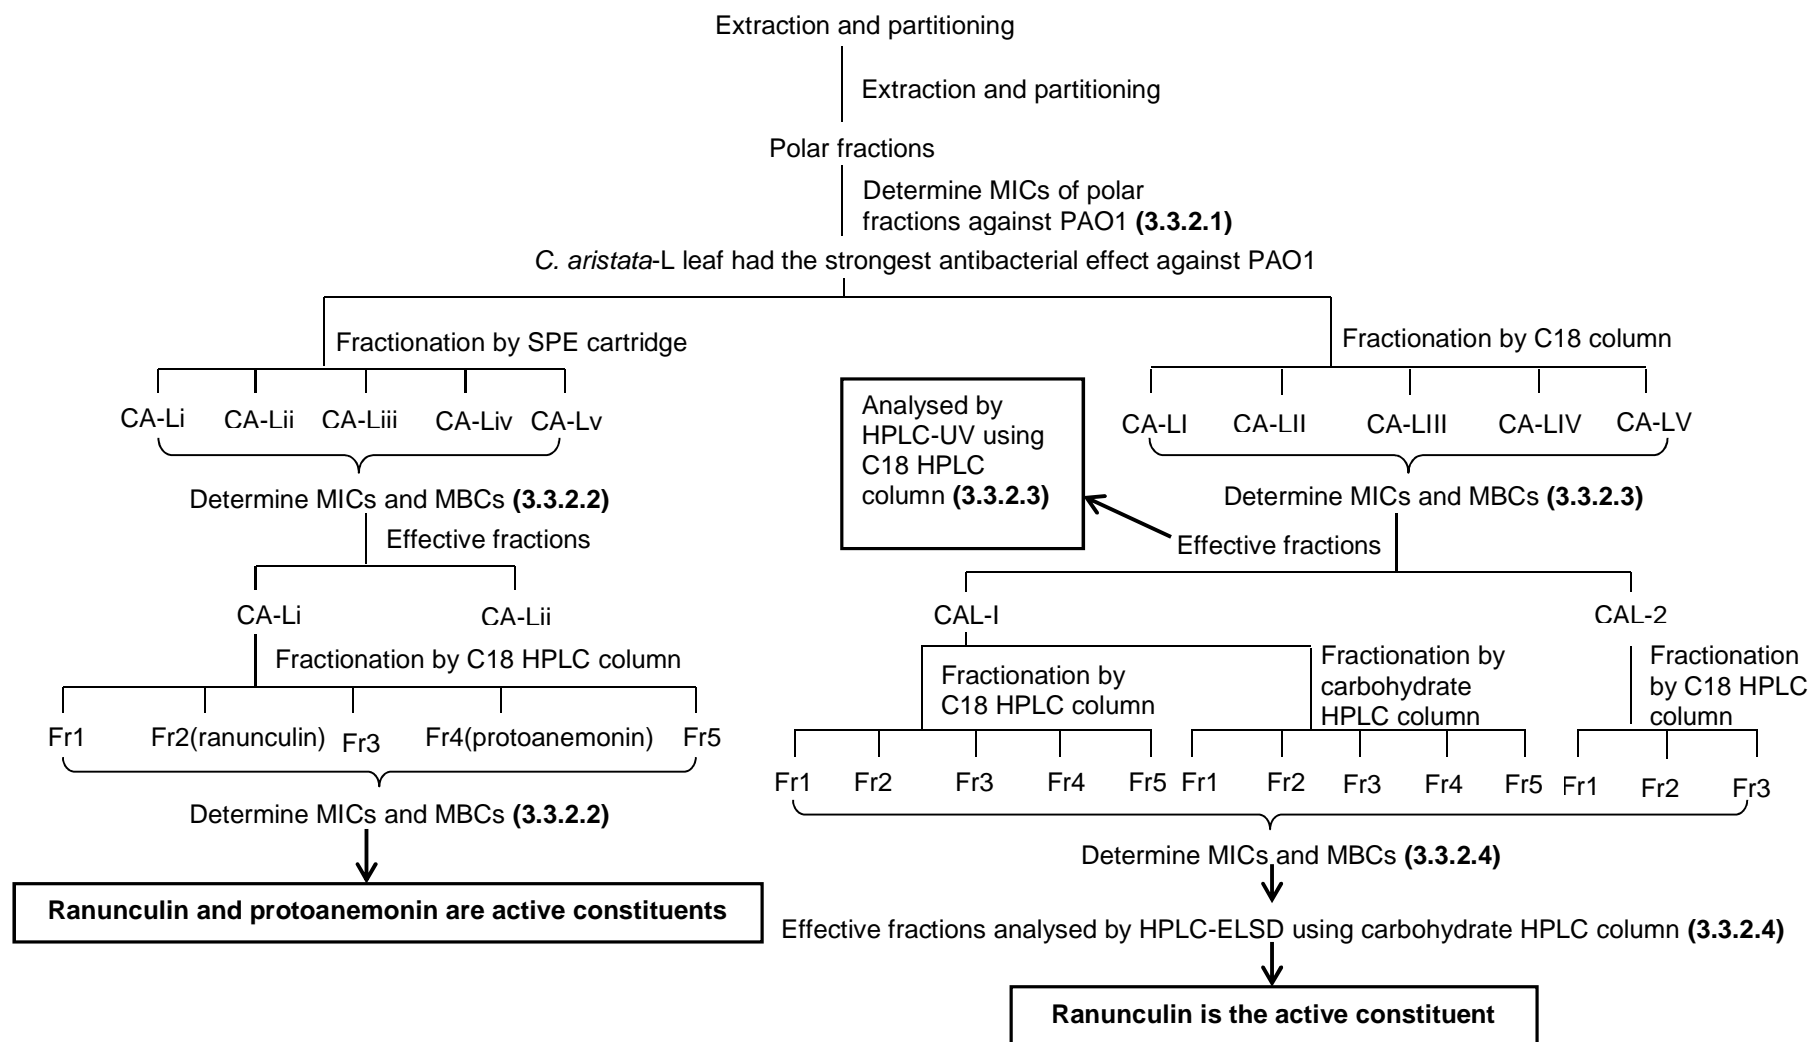 Extraction and partitioning
Extraction and partitioning
Polar fractions
Determine MICs of polar
fractions against PAO1 (3.3.2.1)
C. aristata-L leaf had the strongest antibacterial effect against PAO1
Fractionation by SPE cartridge
CA-Li CA-Lii CA-Liii CA-Liv CA-Lv
Determine MICs and MBCs (3.3.2.2)
Effective fractions
CA-Li CA-Lii
Fractionation by C18 HPLC column
Fr1 Fr2(ranunculin) Fr3 Fr4(protoanemonin) Fr5
Determine MICs and MBCs (3.3.2.2)
Ranunculin and protoanemonin are active constituents
Fractionation by C18 column
CA-LI CA-LII CA-LIII CA-LIV CA-LV
Determine MICs and MBCs (3.3.2.3)
Effective fractions
Analysed by
HPLC-UV using
C18 HPLC
column (3.3.2.3)
CAL-I CAL-2
Fractionation by
C18 HPLC column
Fractionation by
carbohydrate
HPLC column
Fractionation
by C18 HPLC
column
Fr1 Fr2 Fr3 Fr4 Fr5 Fr1 Fr2 Fr3 Fr4 Fr5 Fr1 Fr2 Fr3
Determine MICs and MBCs (3.3.2.4)
Effective fractions analysed by HPLC-ELSD using carbohydrate HPLC column (3.3.2.4)
Ranunculin is the active constituent